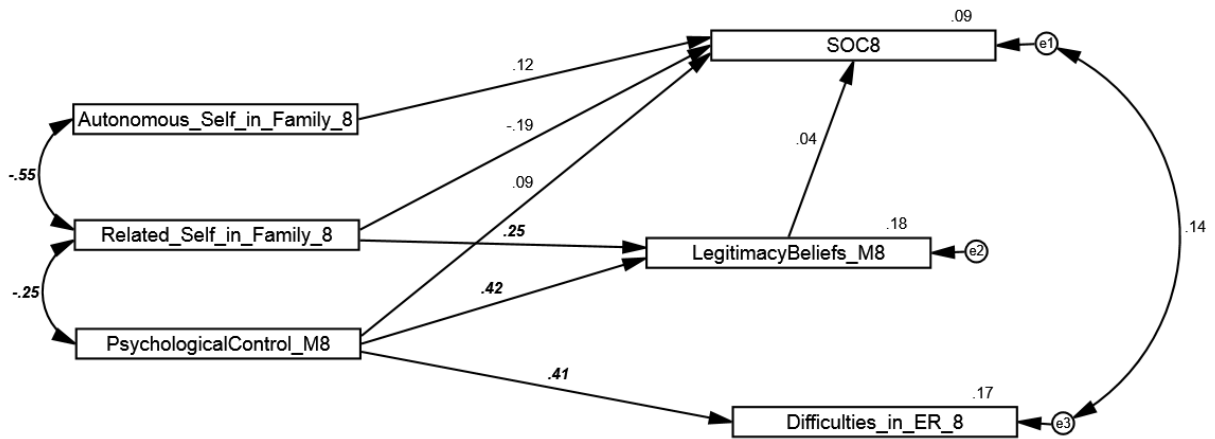 .09
SOC8
e1
.12
Autonomous_Self_in_Family_8
-.19
.04
-.55
.09
.14
.18
Related_Self_in_Family_8
.25
LegitimacyBeliefs_M8
e2
-.25
.42
PsychologicalControl_M8
.41
.17
Difficulties_in_ER_8
e3